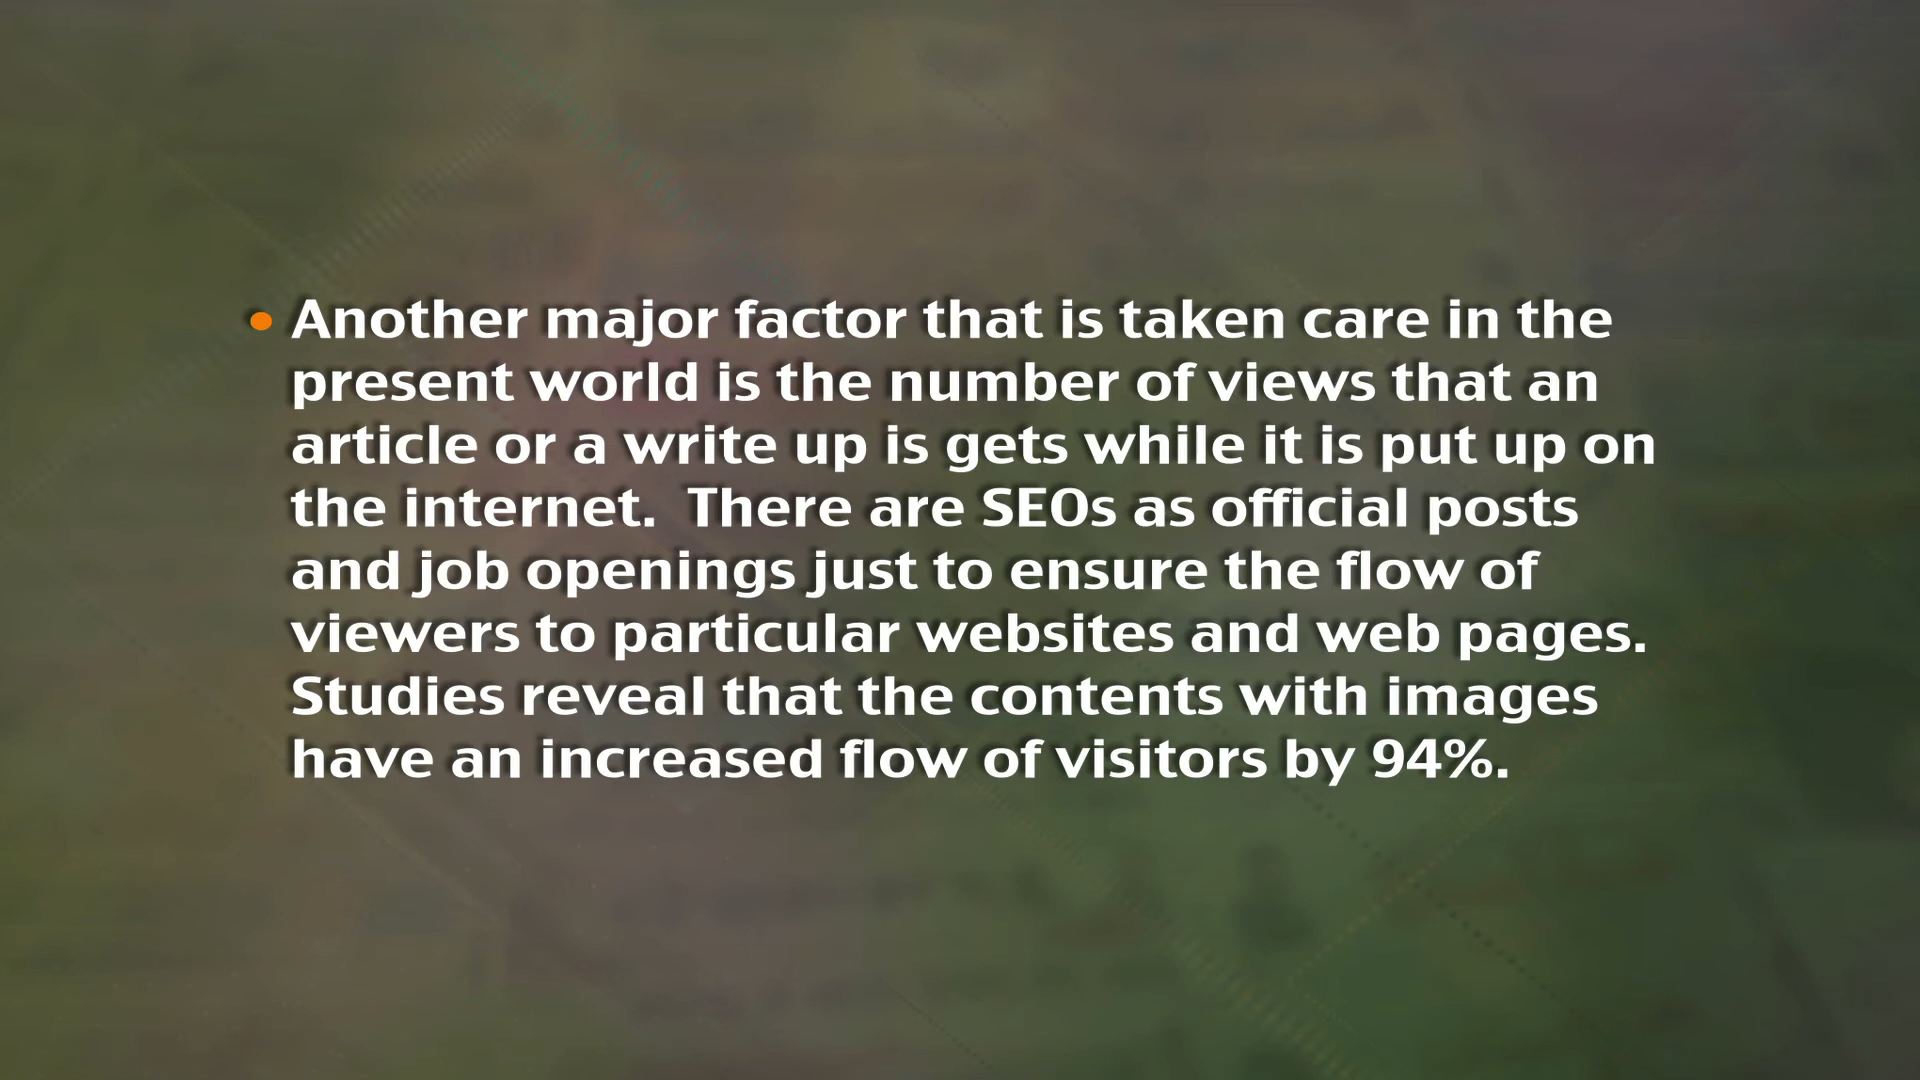 • Another major factor that is taken care in the
present world is the number of views that an
article or a write up is gets while it is put up on
the internet.  There are SEOs as official posts
and job openings just to ensure the flow of
viewers to particular websites and web pages.
Studies reveal that the contents with images
have an increased flow of visitors by 94%.